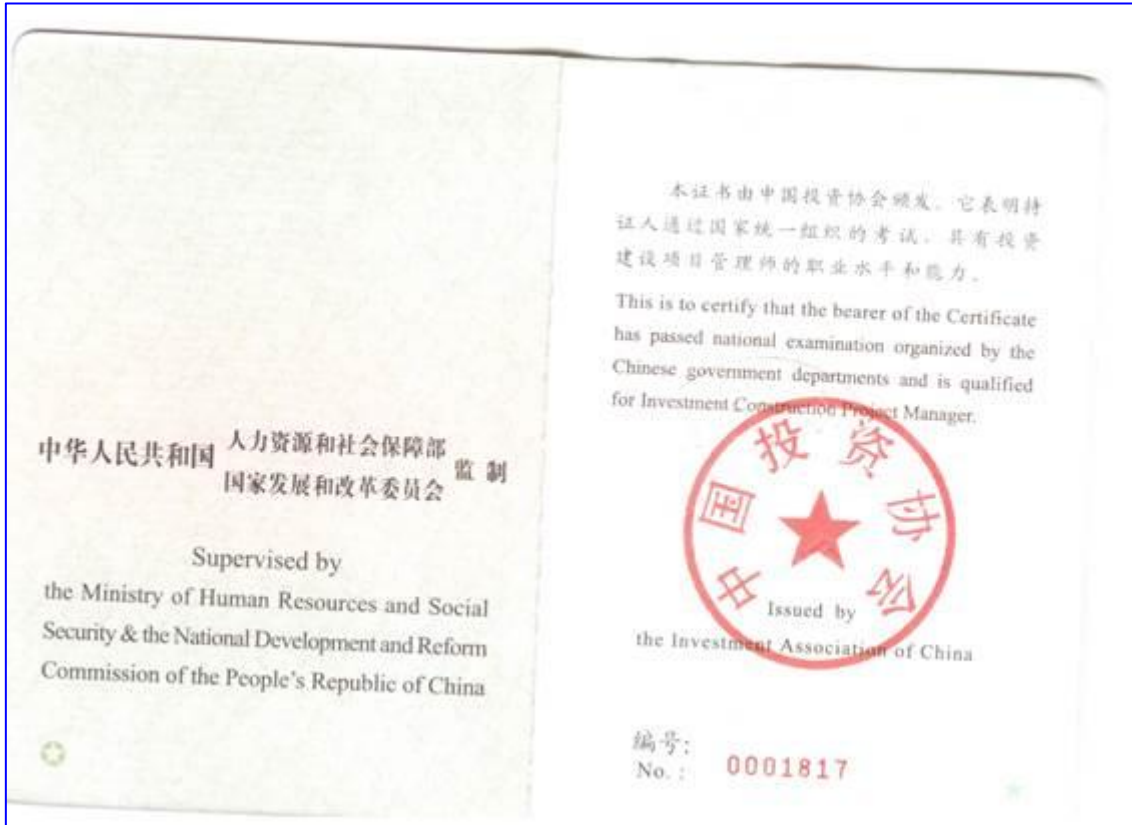 中华人民共和国 人力资源和社会保障部 监制
国家发展和改革委员会
Supervised by
the Ministry of Human Resources and Social
Security & the National Development and Reform
Commission of the People's Republic of China
本证书由中国投资协会颁发。它表明持
证人通过国家统一组织的考试，具有投资
建设项目管理师的职业水平和能力。
This is to certify that the bearer of the Certificate
has passed national examination organized by the
Chinese government departments and is qualified
for Investment Construction Project Manager.
中国投资协会
Issued by
the Investment Association of China
编号:
No. : 0001817